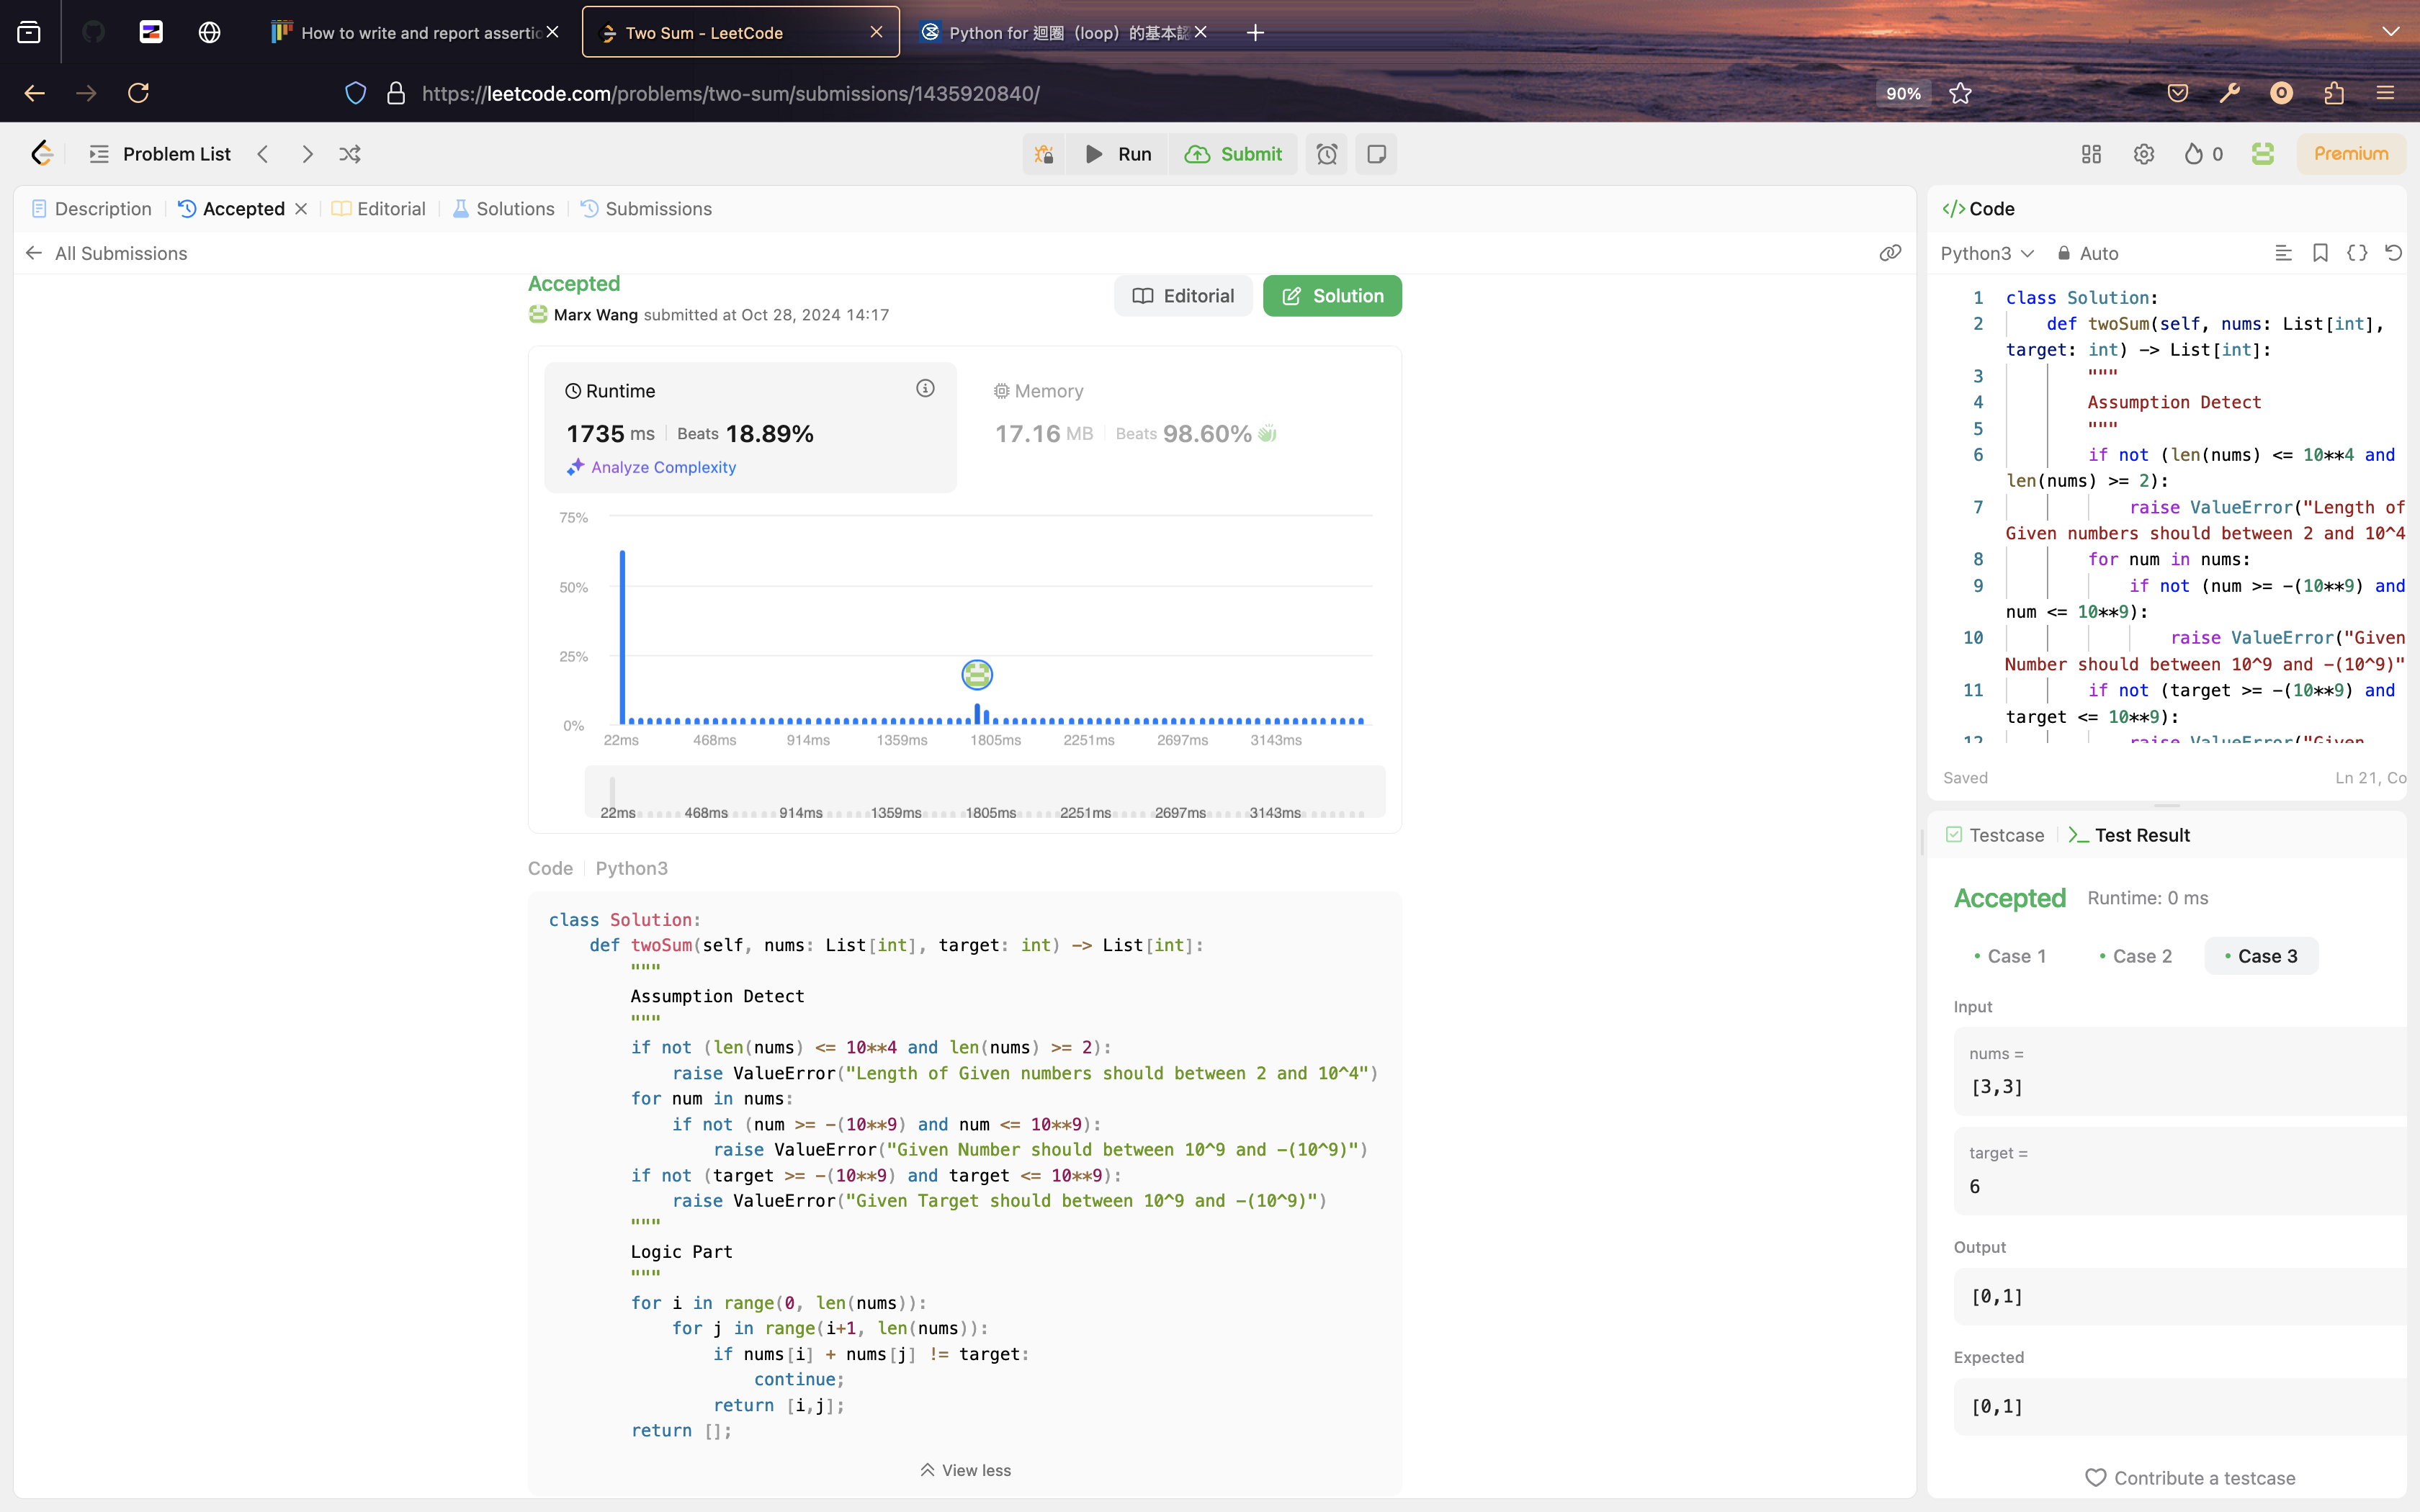 How to write and report assertio
Two Sum - LeetCode
Python for 迴圈（loop）的基本認
https://leetcode.com/problems/two-sum/submissions/1435920840/
90%
Problem List
Run
Submit
0
Premium
Description
Accepted
Editorial
Solutions
Submissions
All Submissions
Accepted
Marx Wang submitted at Oct 28, 2024 14:17
Editorial
Solution
Runtime
1735 ms
Beats 18.89%
Analyze Complexity
Memory
17.16 MB
Beats 98.60%
75%
50%
25%
0%
22ms 468ms 914ms 1359ms 1805ms 2251ms 2697ms 3143ms
22ms 468ms 914ms 1359ms 1805ms 2251ms 2697ms 3143ms
Code
Python3
class Solution:
    def twoSum(self, nums: List[int], target: int) -> List[int]:
        """
        Assumption Detect
        """
        if not (len(nums) <= 10**4 and len(nums) >= 2):
            raise ValueError("Length of Given numbers should between 2 and 10^4")
        for num in nums:
            if not (num >= -(10**9) and num <= 10**9):
                raise ValueError("Given Number should between 10^9 and -(10^9)")
        if not (target >= -(10**9) and target <= 10**9):
            raise ValueError("Given Target should between 10^9 and -(10^9)")
        """
        Logic Part
        """
        for i in range(0, len(nums)):
            for j in range(i+1, len(nums)):
                if nums[i] + nums[j] != target:
                    continue;
                return [i,j];
        return [];
View less
Code
Python3
Auto
1 class Solution:
2     def twoSum(self, nums: List[int],
target: int) -> List[int]:
3         """
4         Assumption Detect
5         """
6         if not (len(nums) <= 10**4 and
len(nums) >= 2):
7             raise ValueError("Length of
Given numbers should between 2 and 10^4
8         for num in nums:
9             if not (num >= -(10**9) and
num <= 10**9):
10                 raise ValueError("Given
Number should between 10^9 and -(10^9)"
11         if not (target >= -(10**9) and
target <= 10**9):
12             raise ValueError("Given
Saved
Ln 21, Co
Testcase
Test Result
Accepted
Runtime: 0 ms
Case 1
Case 2
Case 3
Input
nums =
[3,3]
target =
6
Output
[0,1]
Expected
[0,1]
Contribute a testcase